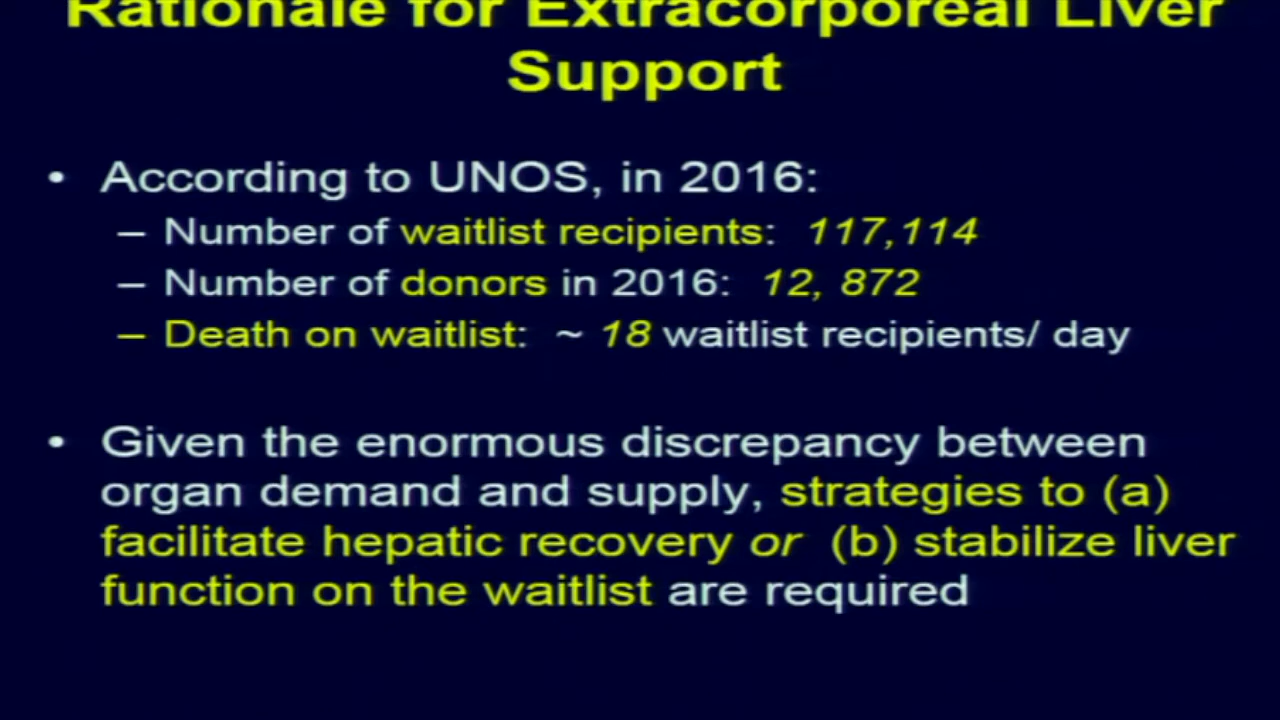 Rationale for Extracorporeal Liver
Support
• According to UNOS, in 2016:
– Number of waitlist recipients: 117,114
– Number of donors in 2016: 12, 872
– Death on waitlist: ~ 18 waitlist recipients/ day
• Given the enormous discrepancy between
organ demand and supply, strategies to (a)
facilitate hepatic recovery or (b) stabilize liver
function on the waitlist are required